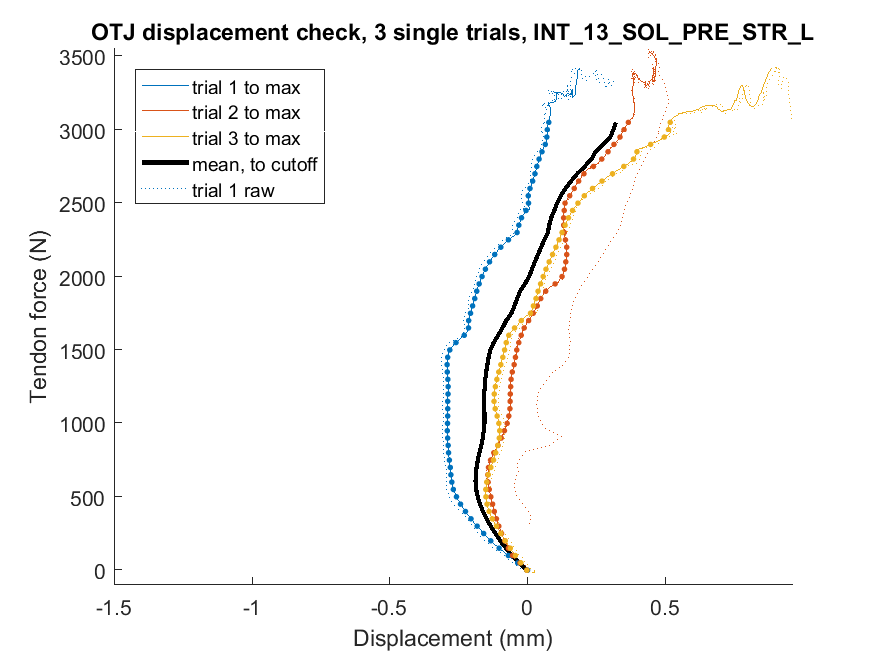 OTJ displacement check, 3 single trials, INT_13_SOL_PRE_STR_L
3500
3000
2500
2000
1500
1000
500
0
Tendon force (N)
trial 1 to max
trial 2 to max
trial 3 to max
mean, to cutoff
trial 1 raw
-1.5
-1
-0.5
0
0.5
Displacement (mm)